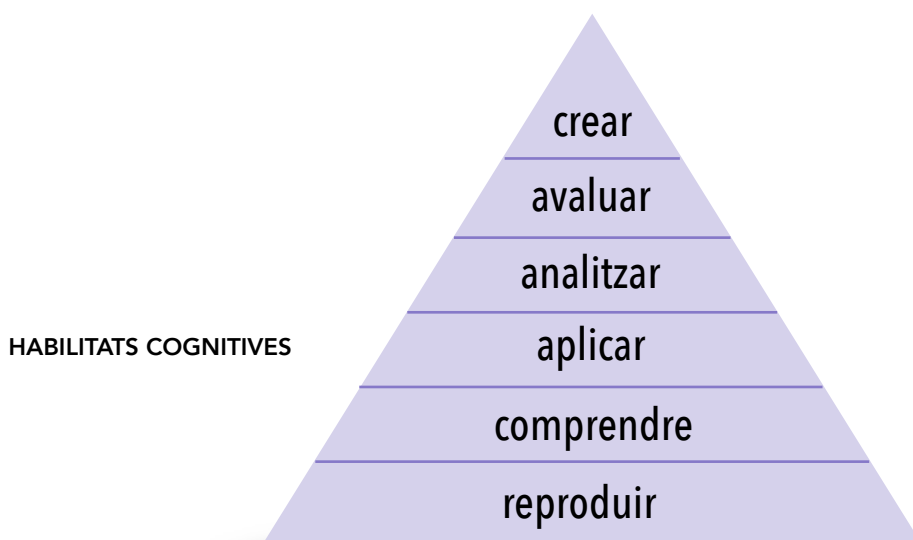 crear
avaluar
analitzar
HABILITATS COGNITIVES
aplicar
comprendre
reproduir